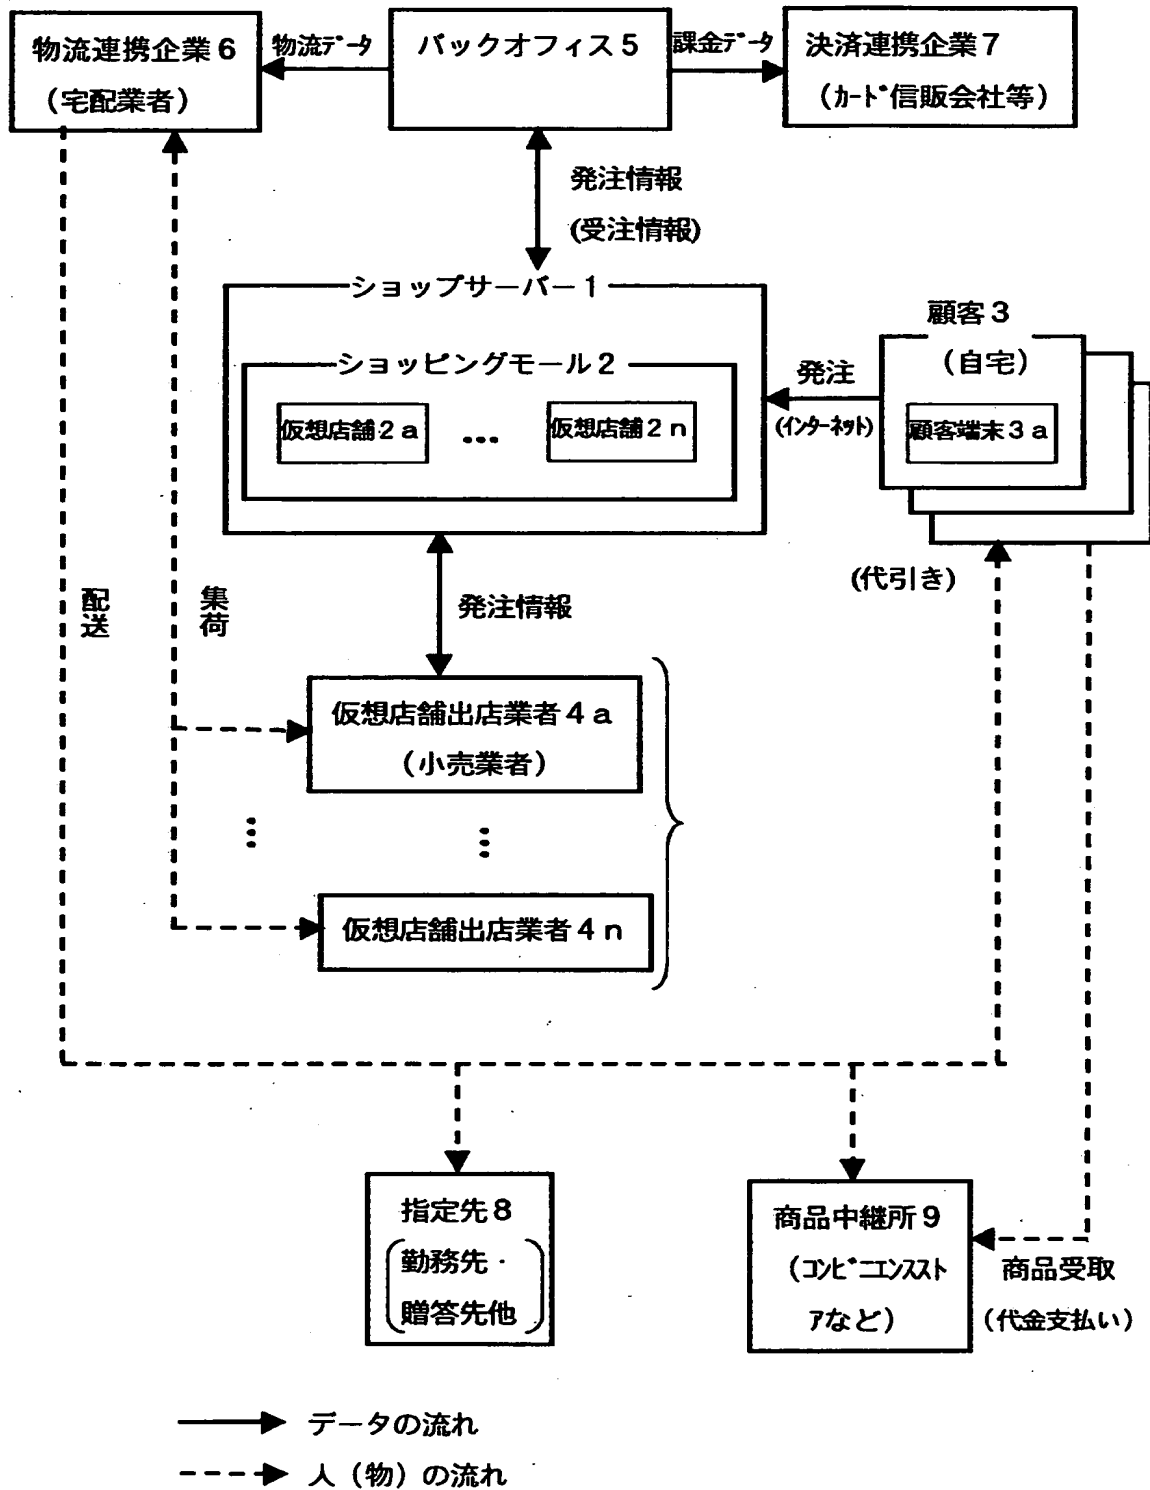 物流連携企業６
（宅配業者）
物流ﾃﾞｰﾀ
バックオフィス５
課金ﾃﾞｰﾀ
決済連携企業７
（ｶｰﾄﾞ信販会社等）
発注情報
(受注情報)
ショップサーバー１
ショッピングモール２
仮想店舗２ａ
…
仮想店舗２ｎ
発注
(ｲﾝﾀｰﾈｯﾄ)
顧客３
（自宅）
顧客端末３ａ
(代引き)
配送
集荷
発注情報
仮想店舗出店業者４ａ
（小売業者）
仮想店舗出店業者４ｎ
指定先８
勤務先・
贈答先他
商品中継所９
（ｺﾝﾋﾞﾆｴﾝｽｽﾄ
ｱなど）
商品受取
(代金支払い)
データの流れ
人（物）の流れ